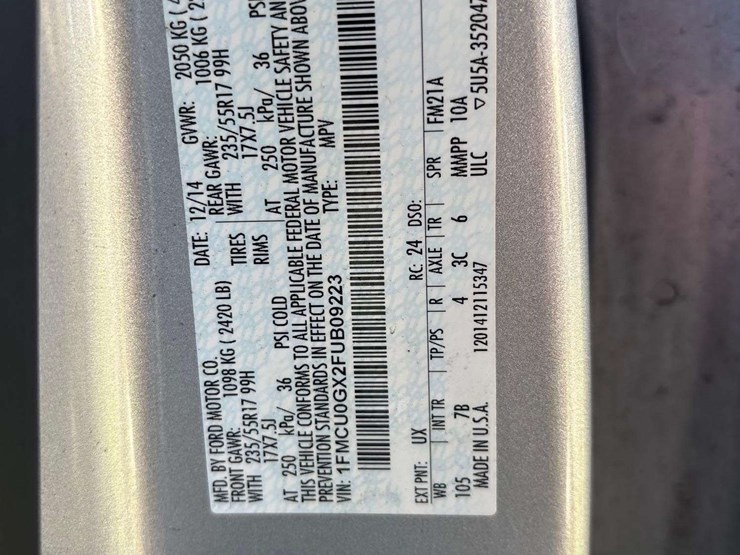 MFD. BY FORD MOTOR CO.
DATE: 12/14 GVWR: 2050 KG (
FRONT GAWR: 1098 KG ( 2420 LB) REAR GAWR: 1006 KG (
WITH 235/55R17 99H TIRES WITH 235/55R17 99H
17X7.5J RIMS 17X7.5J
AT 250 kPa/ 36 PSI COLD AT 250 kPa/ 36 PSI
THIS VEHICLE CONFORMS TO ALL APPLICABLE FEDERAL MOTOR VEHICLE SAFETY AN
PREVENTION STANDARDS IN EFFECT ON THE DATE OF MANUFACTURE SHOWN ABOV
VIN: 1FMCU0GX2FUB09223 TYPE: MPV
EXT PNT: UX RC: 24 DSO:
WB INT TR TP/PS R AXLE TR SPR FM21A
105 7B 4 3C 6 MMPP 10A
MADE IN U.S.A. 1201412115347 ULC ▽5U5A-35204